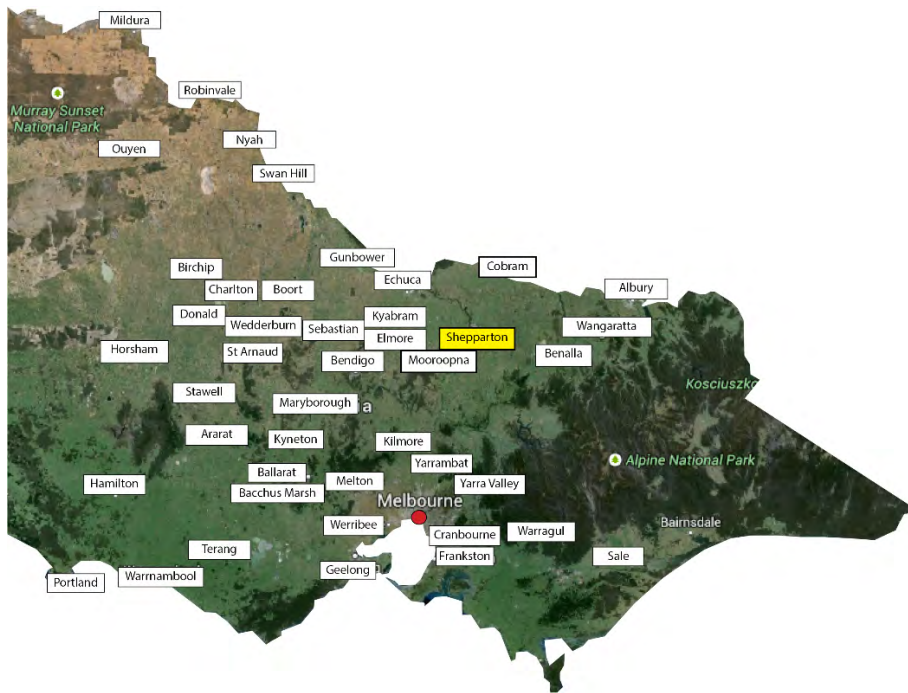 Mildura
Robinvale
Murray Sunset
National Park
Nyah
Ouyen
Swan Hill
Gunbower
Cobram
Birchip
Echuca
Charlton
Boort
Albury
Donald
Kyabram
Wedderburn
Sebastian
Wangaratta
Elmore
Shepparton
Horsham
St Arnaud
Bendigo
Mooroopna
Benalla
Kosciuszko
Stawell
Maryborough
a
Ararat
Kyneton
Kilmore
Yarrambat
Alpine National Park
Ballarat
Hamilton
Melton
Yarra Valley
Bacchus Marsh
Melbourne
Werribee
Bairnsdale
Cranbourne
Warragul
Terang
Frankston
Sale
Geelong
Portland
Warrnambool